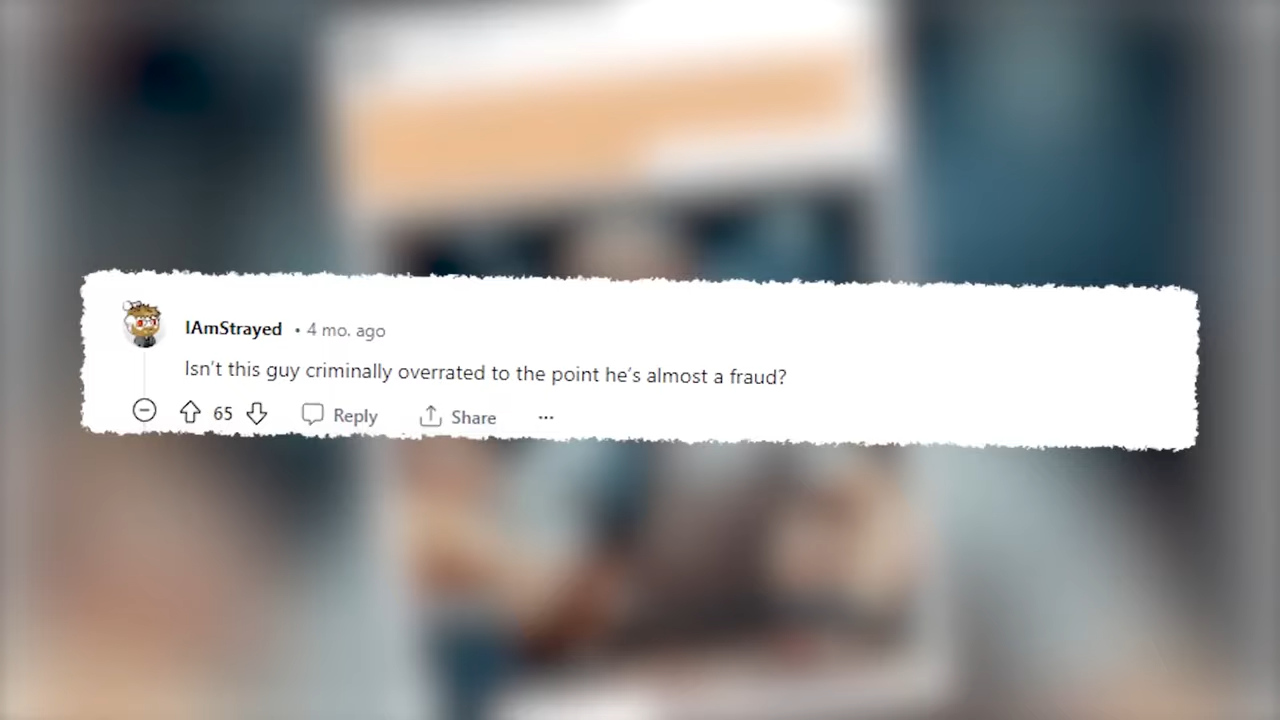 IAmStrayed • 4 mo. ago
Isn't this guy criminally overrated to the point he's almost a fraud?
65 Reply Share ...